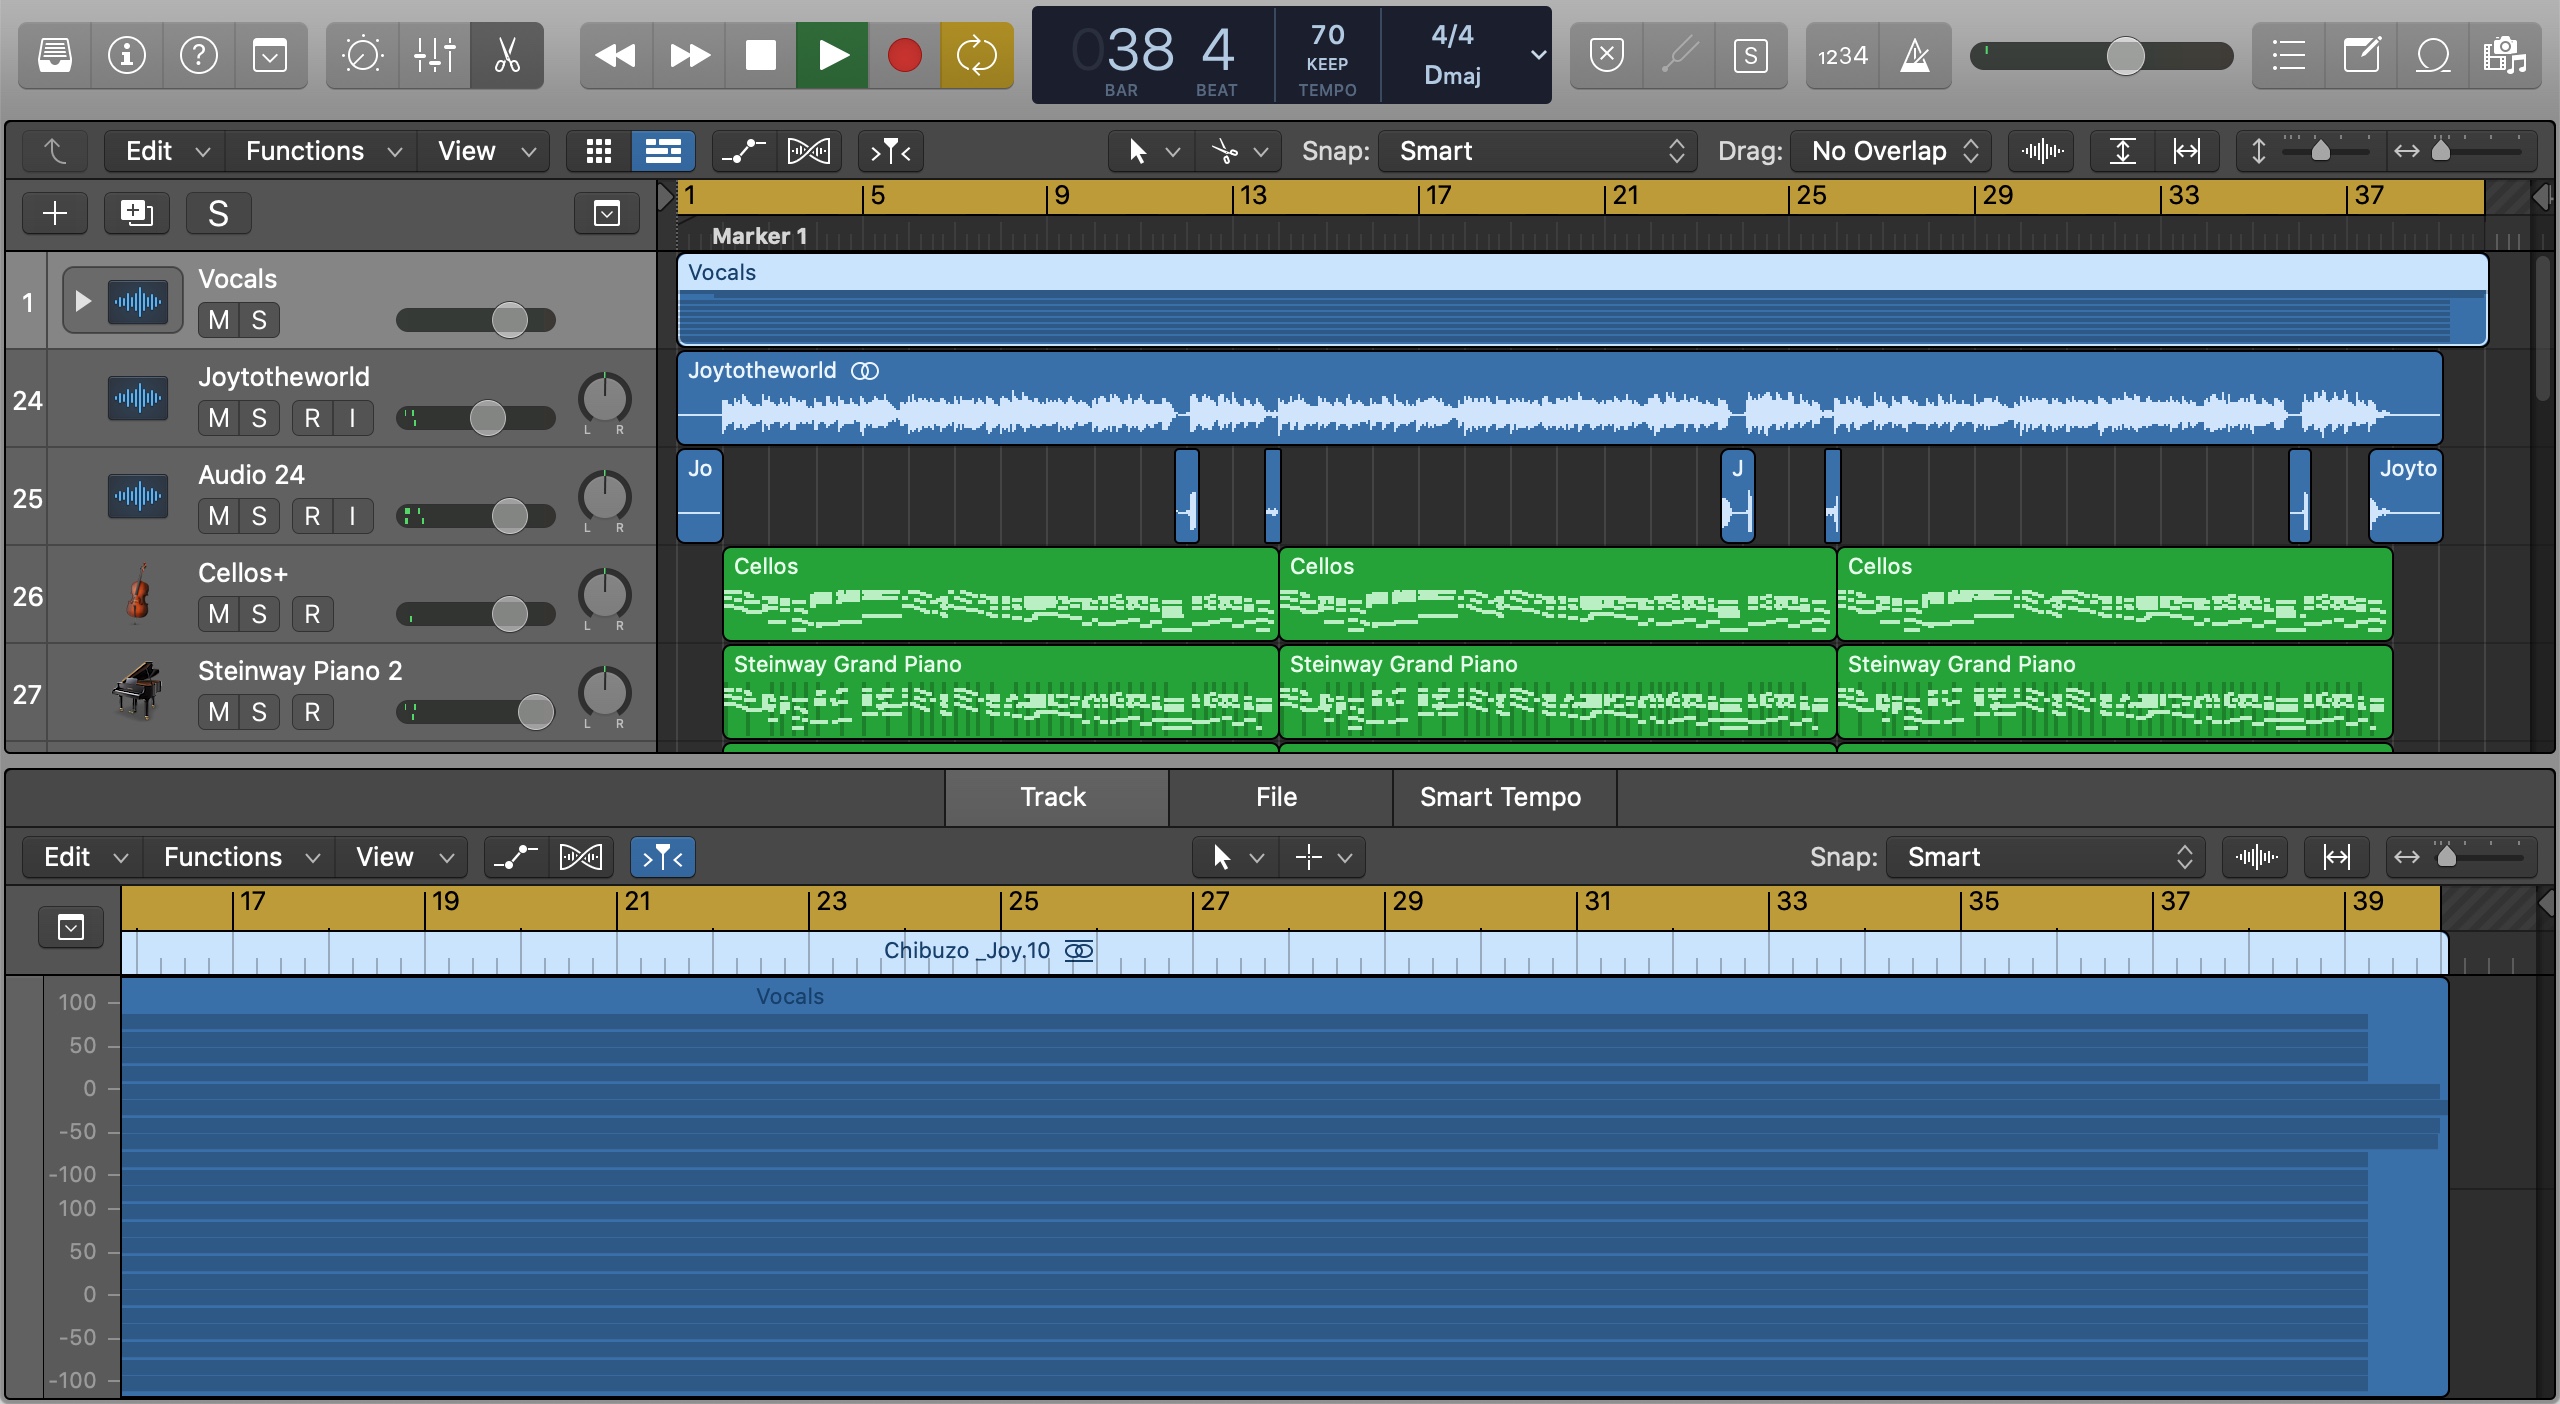 038 4 70 4/4
KEEP Dmaj
BAR BEAT TEMPO
S
1234
Edit Functions View Snap: Smart Drag: No Overlap
S
1 5 9 13 17 21 25 29 33 37
Marker 1
1 Vocals
M S
Vocals
24 Joytotheworld
M S R I
L R
Joytotheworld
25 Audio 24
M S R I
L R
Jo J Joyto
26 Cellos+
M S R
L R
Cellos Cellos Cellos
27 Steinway Piano 2
M S R
L R
Steinway Grand Piano Steinway Grand Piano Steinway Grand Piano
Track File Smart Tempo
Edit Functions View Snap: Smart
17 19 21 23 25 27 29 31 33 35 37 39
Chibuzo _Joy.10
Vocals
100
50
0
-50
-100
100
50
0
-50
-100